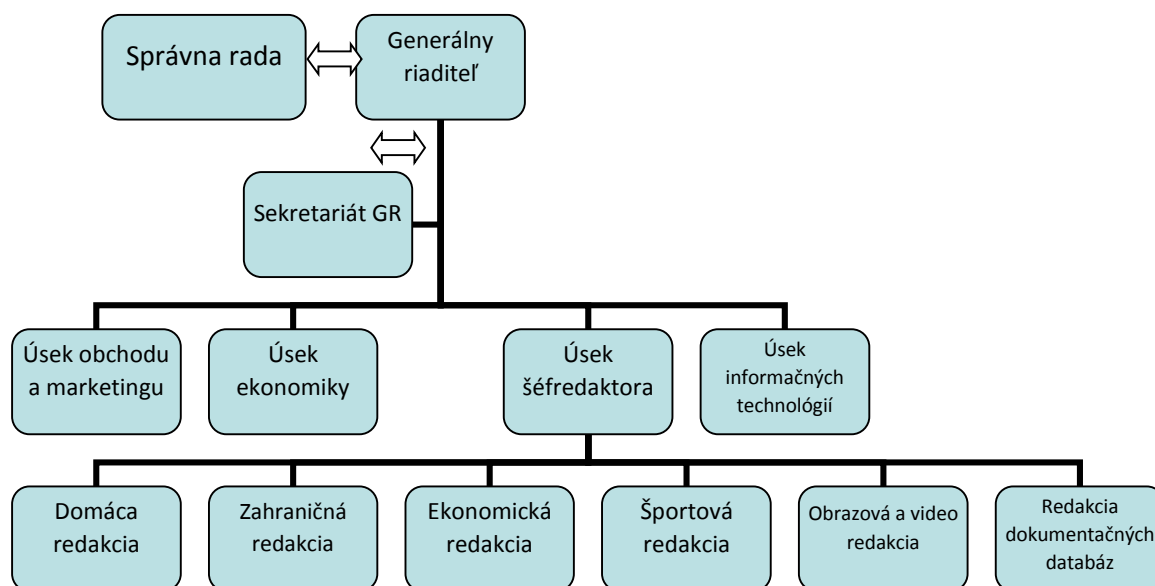 Správna rada
Generálny
riaditeľ
Sekretariát GR
Úsek obchodu
a marketingu
Úsek
ekonomiky
Úsek
šéfredaktora
Úsek
informačných
technológií
Domáca
redakcia
Zahraničná
redakcia
Ekonomická
redakcia
Športová
redakcia
Obrazová a video
redakcia
Redakcia
dokumentačných
databáz